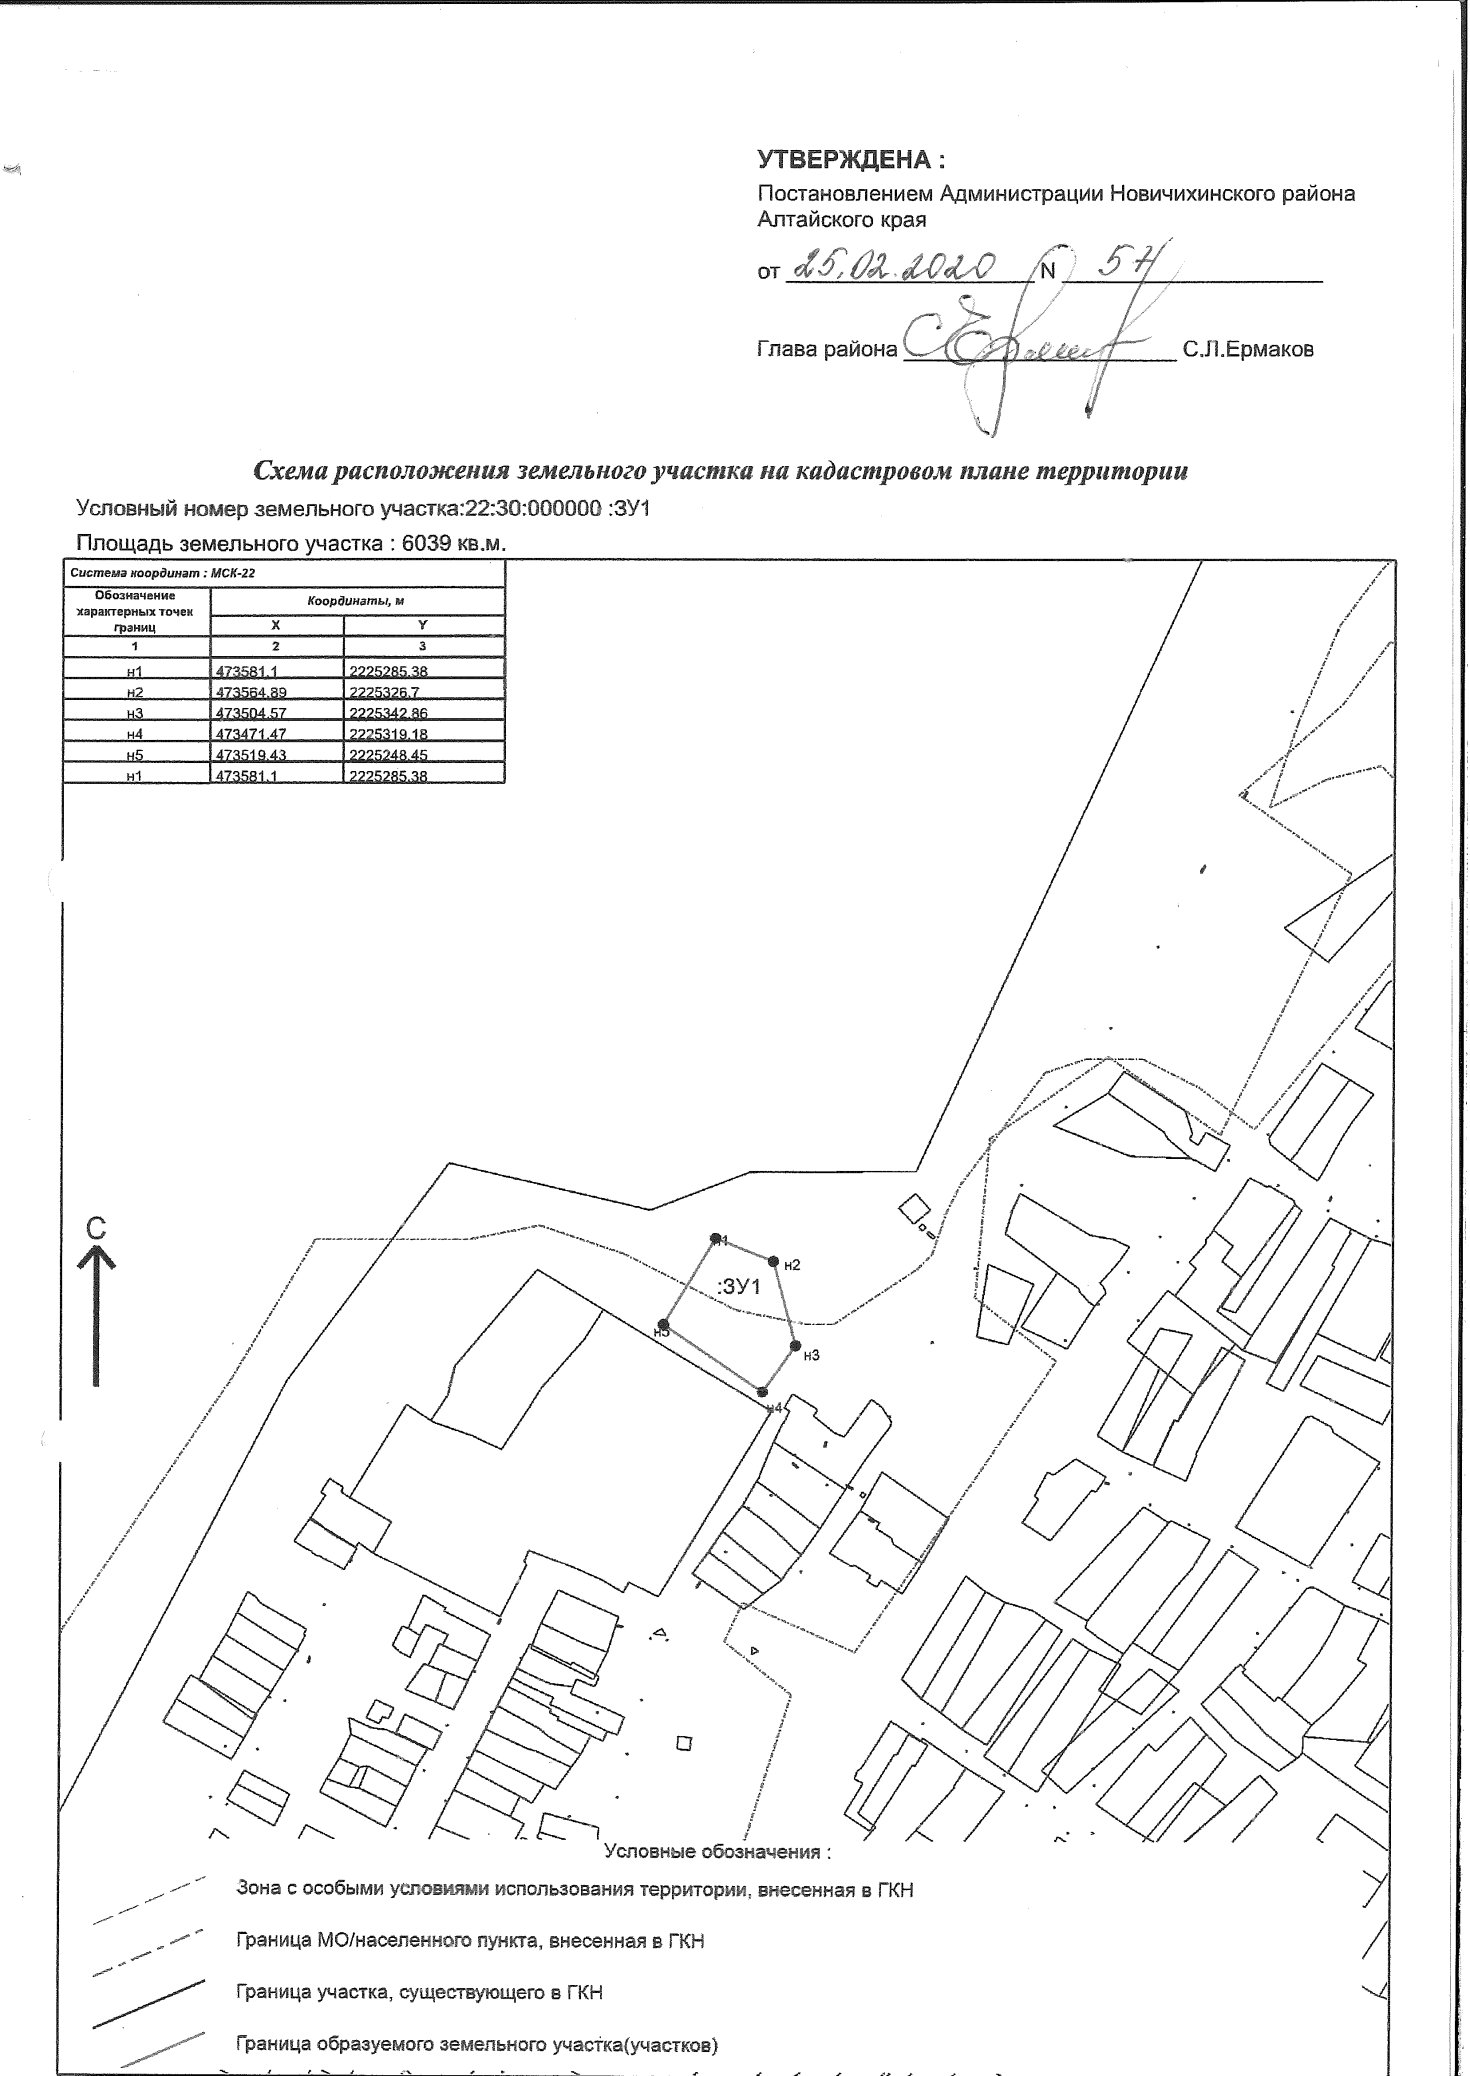 УТВЕРЖДЕНА :
Постановлением Администрации Новичихинского района
Алтайского края
от 25.02.2020 N 57
Глава района С.Л.Ермаков
Схема расположения земельного участка на кадастровом плане территории
Условный номер земельного участка:22:30:000000 :ЗУ1
Площадь земельного участка : 6039 кв.м.
Система координат : МСК-22
Обозначение характерных точек границ
Координаты, м
X Y
1 2 3
н1 473581.1 2225285.38
н2 473564.89 2225326.7
н3 473504.57 2225342.86
н4 473471.47 2225319.18
н5 473519.43 2225248.45
н1 473581.1 2225285.38
С
н1
н2
:ЗУ1
н5
н3
н4
Условные обозначения :
Зона с особыми условиями использования территории, внесенная в ГКН
Граница МО/населенного пункта, внесенная в ГКН
Граница участка, существующего в ГКН
Граница образуемого земельного участка(участков)